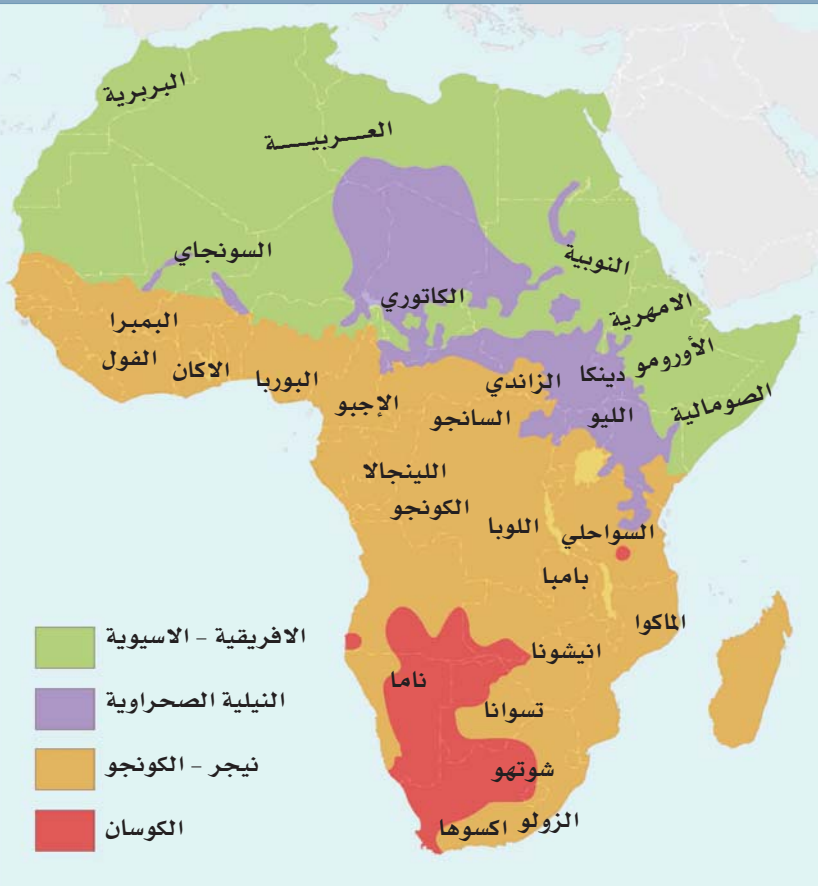 البربرية
العــــربيـــــــة
السونجاي
النوبية
الكاتوري
الامهرية
البمبرا
الأورومو
الفول
الاكان
البوربا
الزاندي
دينكا
الصومالية
الإجبو
السانجو
الليو
اللينجالا
الكونجو
اللوبا
السواحلي
بامبا
الماكوا
انيشونا
ناما
تسوانا
شوتهو
الزولو
اكسوها
الافريقية - الاسيوية
النيلية الصحراوية
نيجر - الكونجو
الكوسان